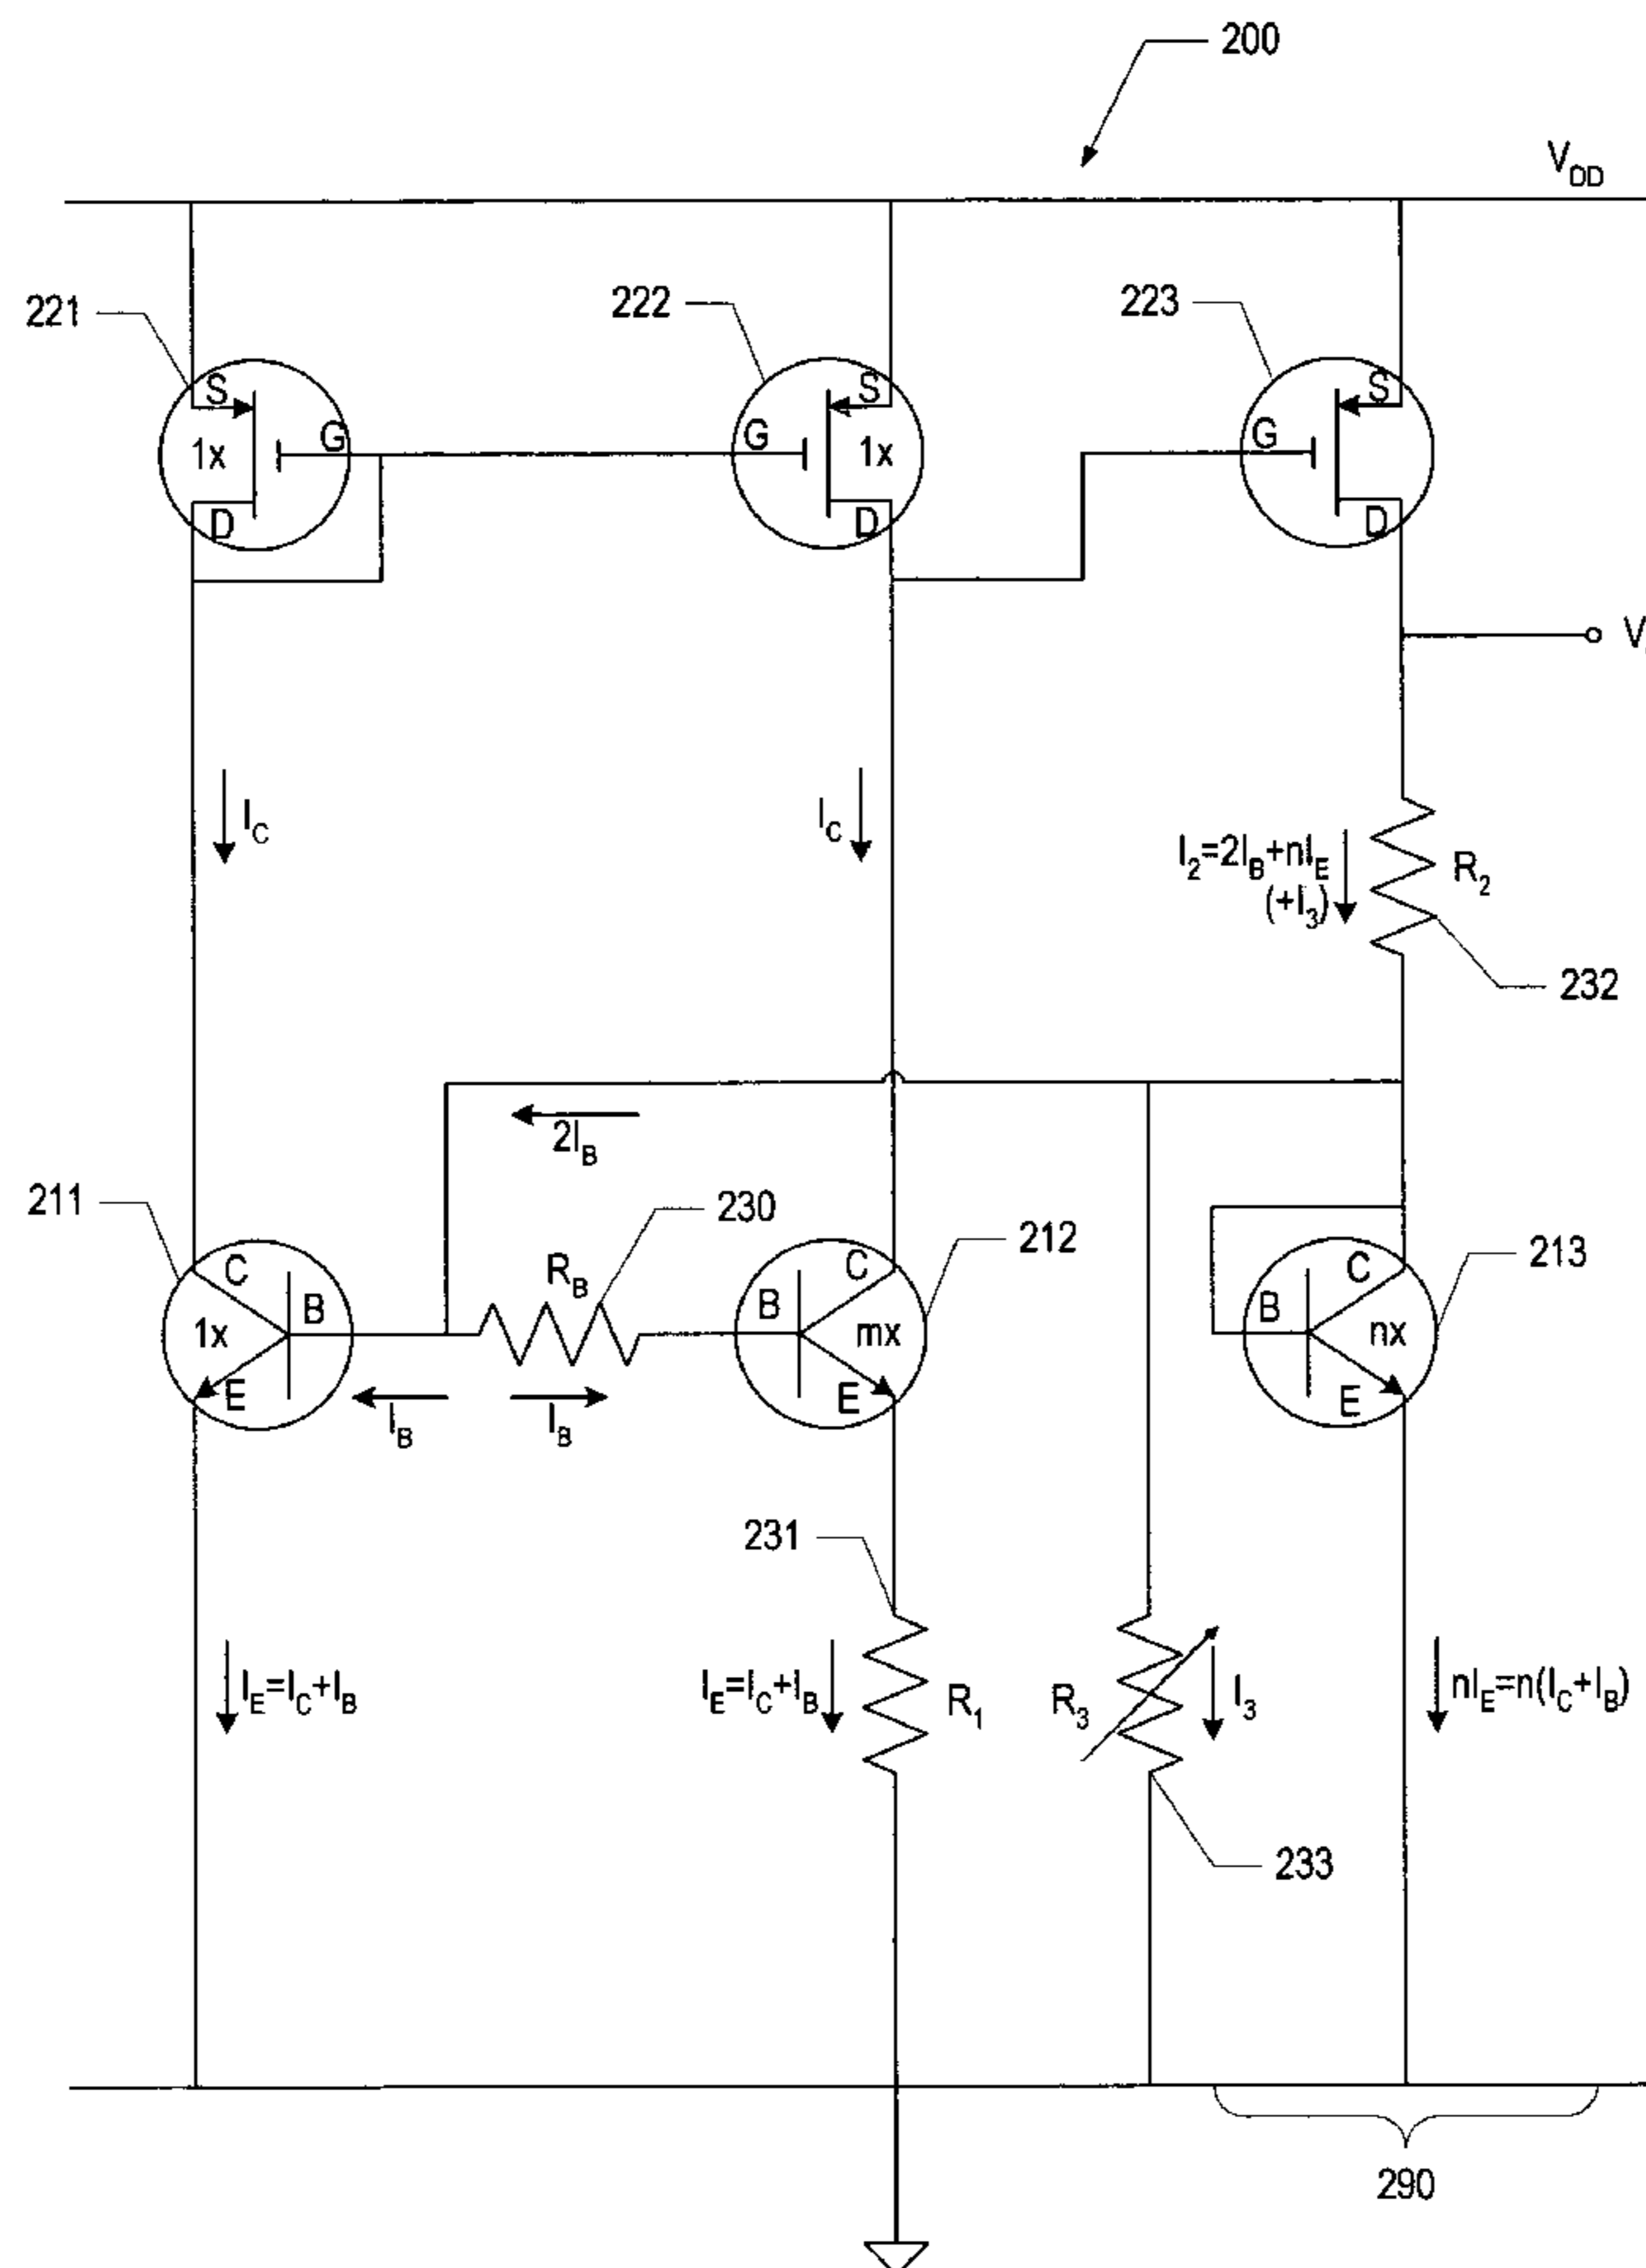 200
V_DD
221
222
223
S
S
S
1x
G
G
1x
G
D
D
D
V
I_C
I_C
I_2=2I_B+nI_E
(+I_3)
R_2
232
2I_B
211
230
212
213
R_B
C
C
C
1x
B
B
mx
B
nx
E
E
E
I_B
I_B
231
I_E=I_C+I_B
I_E=I_C+I_B
R_1
R_3
I_3
nI_E=n(I_C+I_B)
233
290